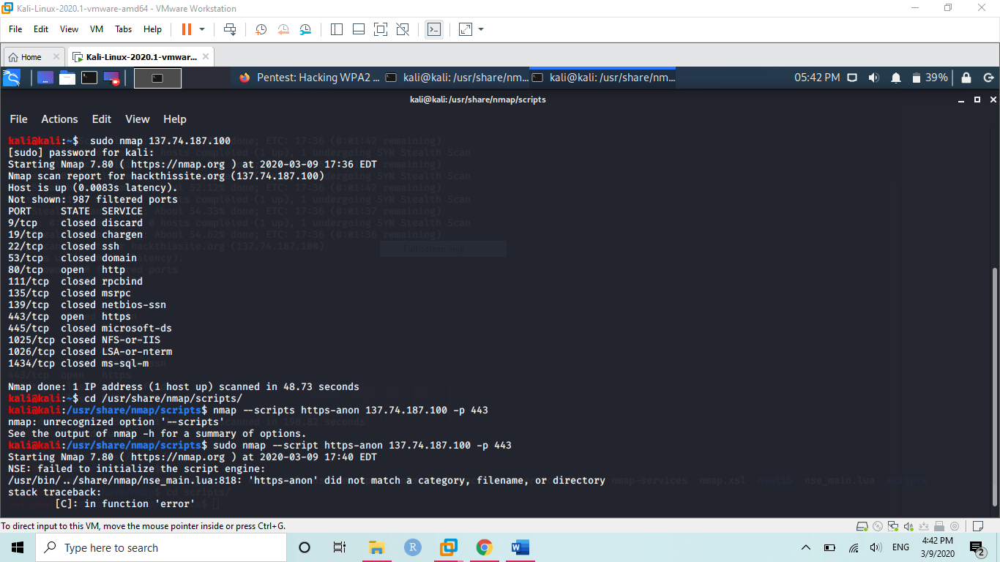 Kali-Linux-2020.1-vmware-amd64 - VMware Workstation
File Edit View VM Tabs Help
Home Kali-Linux-2020.1-vmwar...
Pentest: Hacking WPA2 ... kali@kali: /usr/share/nm... kali@kali: /usr/share/nm... 05:42 PM 39%
kali@kali: /usr/share/nmap/scripts
File Actions Edit View Help
kali@kali:~$ sudo nmap 137.74.187.100
[sudo] password for kali:
Starting Nmap 7.80 ( https://nmap.org ) at 2020-03-09 17:36 EDT
Nmap scan report for hackthissite.org (137.74.187.100)
Host is up (0.0083s latency).
Not shown: 987 filtered ports
PORT STATE SERVICE
9/tcp closed discard
19/tcp closed chargen
22/tcp closed ssh
53/tcp closed domain
80/tcp open http
111/tcp closed rpcbind
135/tcp closed msrpc
139/tcp closed netbios-ssn
443/tcp open https
445/tcp closed microsoft-ds
1025/tcp closed NFS-or-IIS
1026/tcp closed LSA-or-nterm
1434/tcp closed ms-sql-m
Nmap done: 1 IP address (1 host up) scanned in 48.73 seconds
kali@kali:~$ cd /usr/share/nmap/scripts/
kali@kali:/usr/share/nmap/scripts$ nmap --scripts https-anon 137.74.187.100 -p 443
nmap: unrecognized option '--scripts'
See the output of nmap -h for a summary of options.
kali@kali:/usr/share/nmap/scripts$ sudo nmap --script https-anon 137.74.187.100 -p 443
Starting Nmap 7.80 ( https://nmap.org ) at 2020-03-09 17:40 EDT
NSE: failed to initialize the script engine:
/usr/bin/../share/nmap/nse_main.lua:818: 'https-anon' did not match a category, filename, or directory
stack traceback:
[C]: in function 'error'
To direct input to this VM, move the mouse pointer inside or press Ctrl+G.
Type here to search
R
W
ENG
4:42 PM
3/9/2020
2